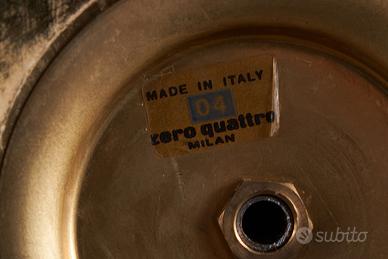 MADE IN ITALY
04
zero quattro
MILAN
subito